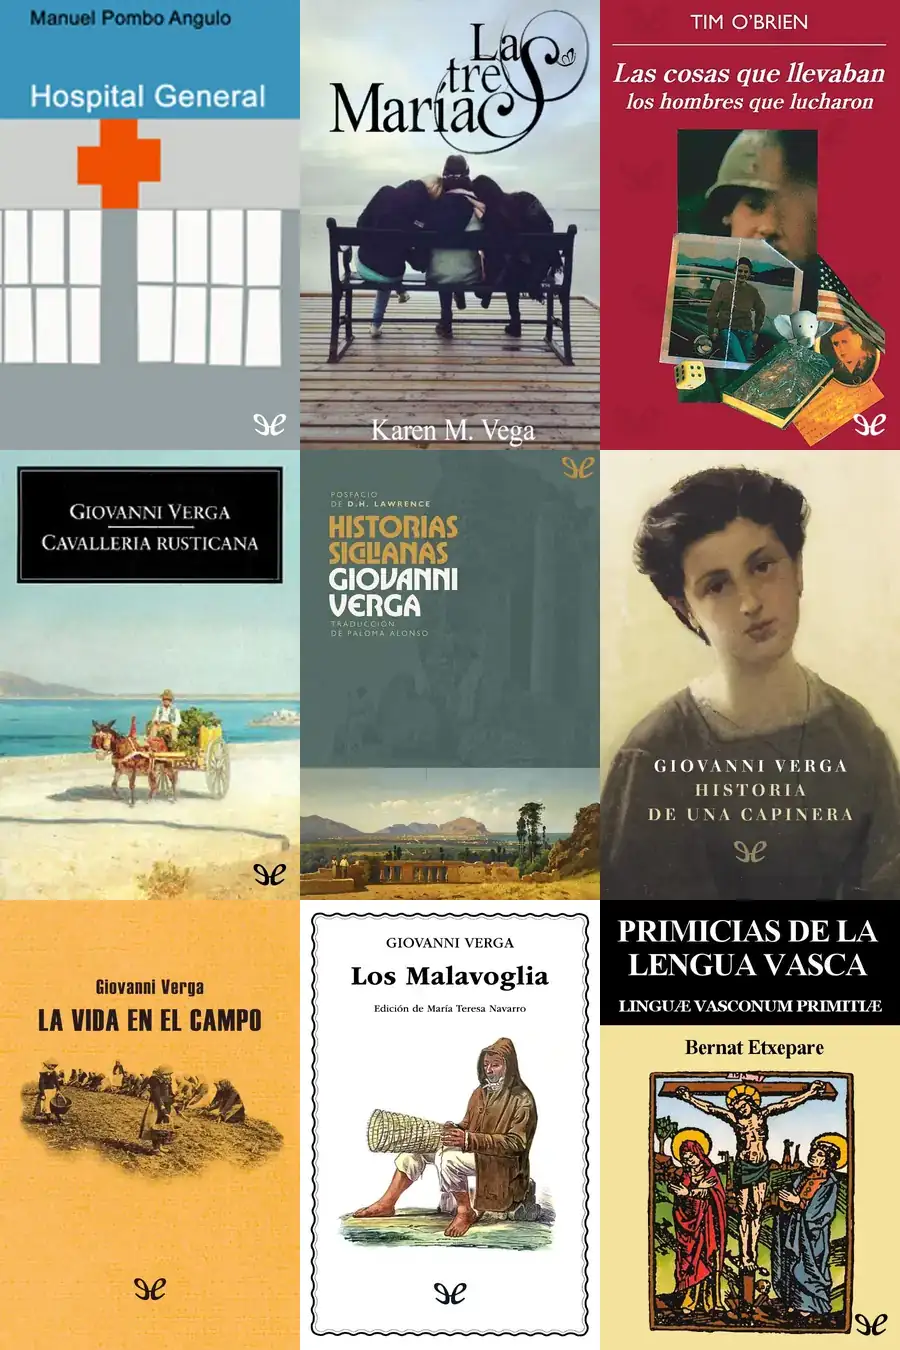 Manuel Pombo Angulo
Hospital General
Las
tres
Marías
Karen M. Vega
TIM O'BRIEN
Las cosas que llevaban
los hombres que lucharon
GIOVANNI VERGA
CAVALLERIA RUSTICANA
POSFACIO
DE D.H. LAWRENCE
HISTORIAS
SICILIANAS
GIOVANNI
VERGA
TRADUCCIÓN
DE PALOMA ALONSO
GIOVANNI VERGA
HISTORIA
DE UNA CAPINERA
Giovanni Verga
LA VIDA EN EL CAMPO
GIOVANNI VERGA
Los Malavoglia
Edición de María Teresa Navarro
PRIMICIAS DE LA
LENGUA VASCA
LINGUÆ VASCONUM PRIMITIÆ
Bernat Etxepare